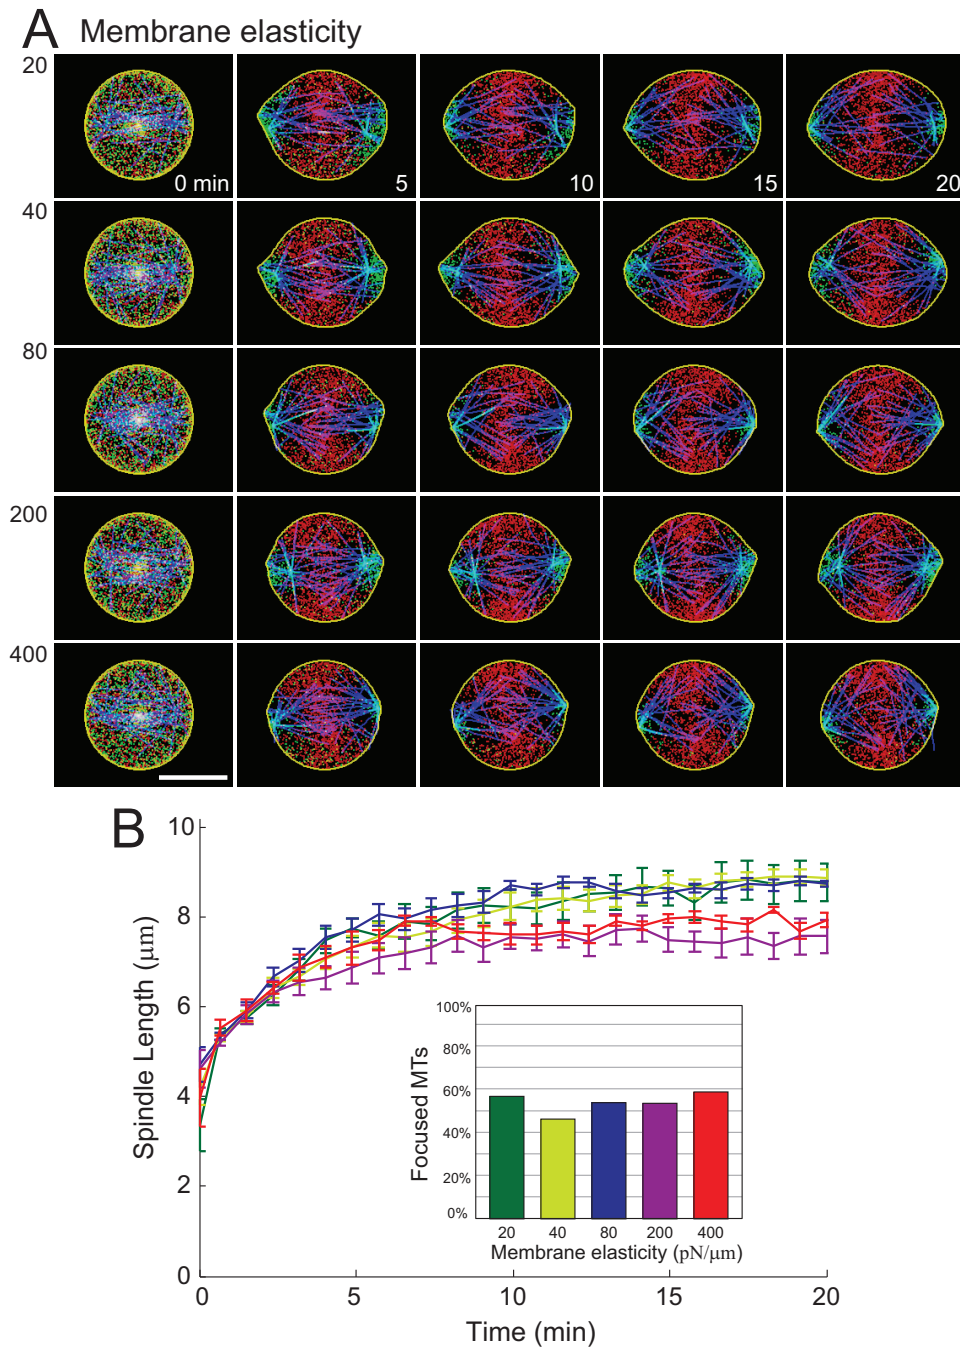 A Membrane elasticity
20
0 min 5 10 15 20
40
80
200
400
B
10
8
6
4
2
0
Spindle Length (μm)
0 5 10 15 20
Time (min)
100%
80%
60%
40%
20%
0%
Focused MTs
20 40 80 200 400
Membrane elasticity (pN/μm)